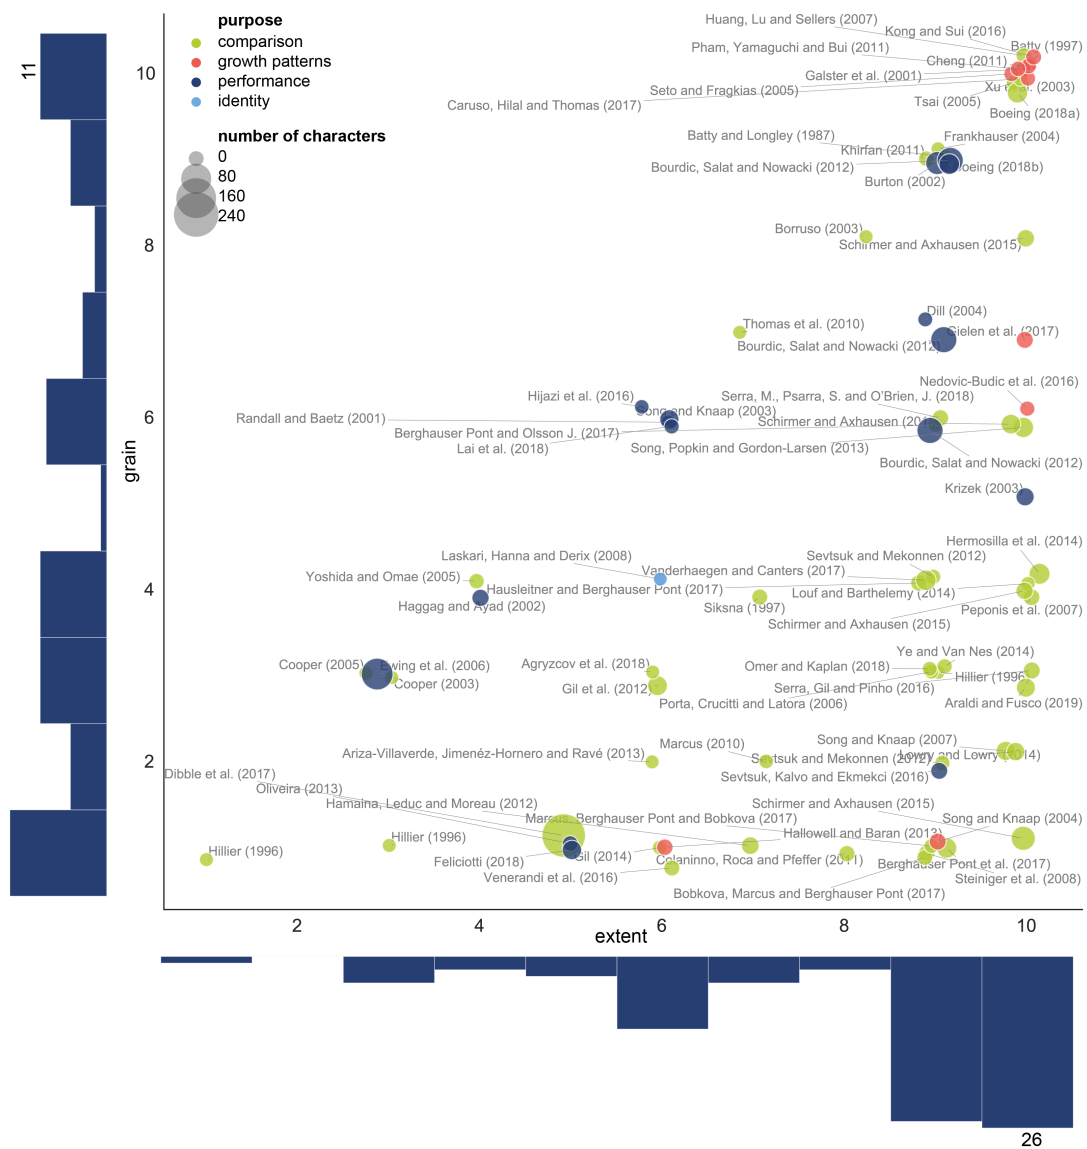 purpose
comparison
growth patterns
performance
identity
number of characters
0
80
160
240
11
Huang, Lu and Sellers (2007)
Kong and Sui (2016)
Pham, Yamaguchi and Bui (2011)
Batty (1997)
Cheng (2011)
Galster et al. (2001)
Seto and Fragkias (2005)
Xu et al. (2003)
Caruso, Hilal and Thomas (2017)
Tsai (2005)
Boeing (2018a)
10
Batty and Longley (1987)
Frankhauser (2004)
Khirfan (2011)
Bourdic, Salat and Nowacki (2012)
Boeing (2018b)
Burton (2002)
Borruso (2003)
Schirmer and Axhausen (2015)
8
Dill (2004)
Thomas et al. (2010)
Gielen et al. (2017)
Bourdic, Salat and Nowacki (2012)
Nedovic-Budic et al. (2016)
Hijazi et al. (2016)
Serra, M., Psarra, S. and O'Brien, J. (2018)
Song and Knaap (2003)
Randall and Baetz (2001)
Schirmer and Axhausen (201
Berghauser Pont and Olsson J. (2017)
Lai et al. (2018)
Song, Popkin and Gordon-Larsen (2013)
Bourdic, Salat and Nowacki (2012)
6
grain
Krizek (2003)
Hermosilla et al. (2014)
Laskari, Hanna and Derix (2008)
Sevtsuk and Mekonnen (2012)
Yoshida and Omae (2005)
Vanderhaegen and Canters (2017)
Hausleitner and Berghauser Pont (2017)
Louf and Barthelemy (2014)
Haggag and Ayad (2002)
Siksna (1997)
Peponis et al. (2007)
Schirmer and Axhausen (2015)
4
Ye and Van Nes (2014)
Cooper (2005)
Ewing et al. (2006)
Agryzcov et al. (2018)
Omer and Kaplan (2018)
Cooper (2003)
Gil et al. (2012)
Serra, Gil and Pinho (2016)
Hillier (1996)
Porta, Crucitti and Latora (2006)
Araldi and Fusco (2019)
Song and Knaap (2007)
Marcus (2010)
Ariza-Villaverde, Jimenéz-Hornero and Ravé (2013)
Sevtsuk and Mekonnen (2012)
Lowry and Lowry (2014)
Sevtsuk, Kalvo and Ekmekci (2016)
2
Dibble et al. (2017)
Oliveira (2013)
Hamaina, Leduc and Moreau (2012)
Schirmer and Axhausen (2015)
Marcus, Berghauser Pont and Bobkova (2017)
Song and Knaap (2004)
Hillier (1996)
Hallowell and Baran (2013)
Hillier (1996)
Feliciotti (2018)
Gil (2014)
Colaninno, Roca and Pfeffer (2011)
Berghauser Pont et al. (2017)
Venerandi et al. (2016)
Steiniger et al. (2008)
Bobkova, Marcus and Berghauser Pont (2017)
2
4
6
8
10
extent
26